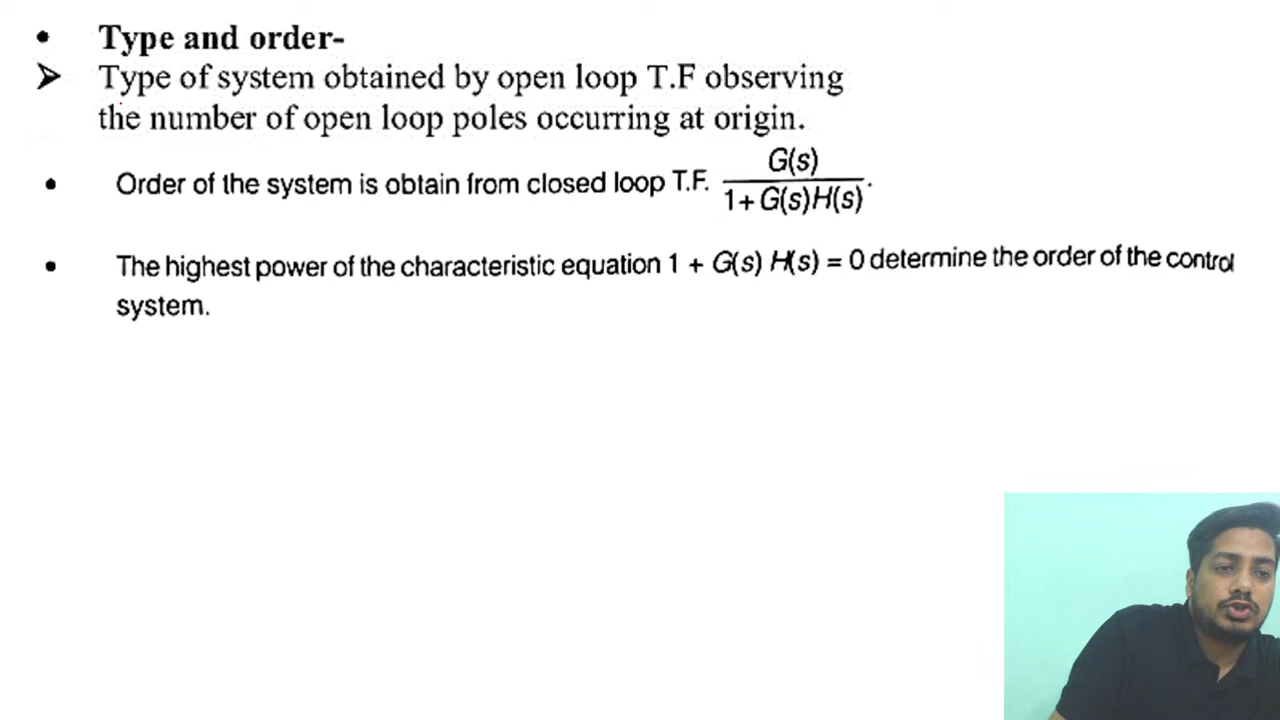 • Type and order-
➢ Type of system obtained by open loop T.F observing
the number of open loop poles occurring at origin.
• Order of the system is obtain from closed loop T.F. G(s) / 1 + G(s)H(s).
• The highest power of the characteristic equation 1 + G(s) H(s) = 0 determine the order of the control
system.